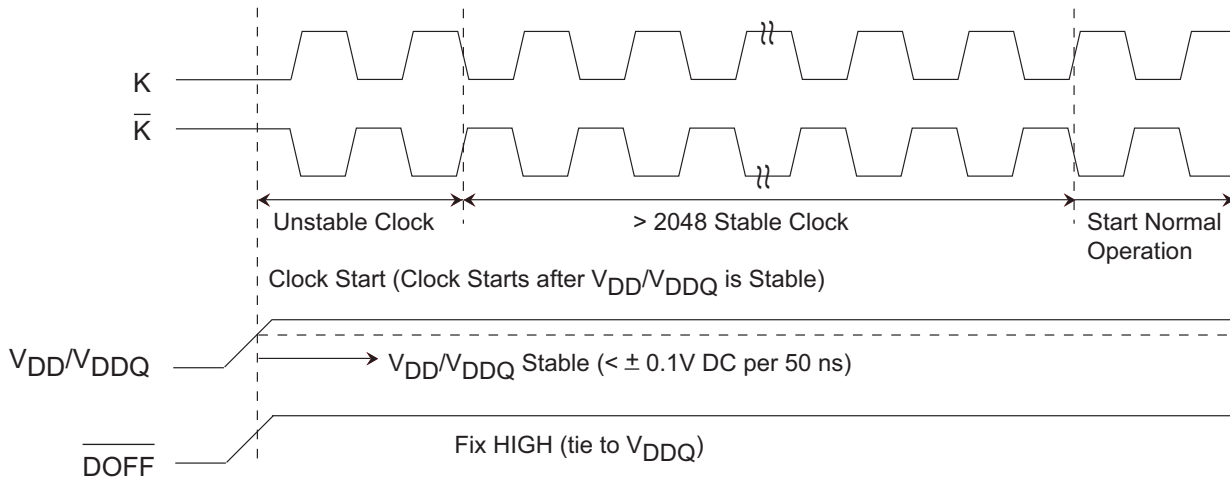 K
K̅
Unstable Clock
> 2048 Stable Clock
Start Normal
Operation
Clock Start (Clock Starts after VDD/VDDQ is Stable)
VDD/VDDQ
VDD/VDDQ Stable (< ± 0.1V DC per 50 ns)
Fix HIGH (tie to VDDQ)
D̅O̅F̅F̅